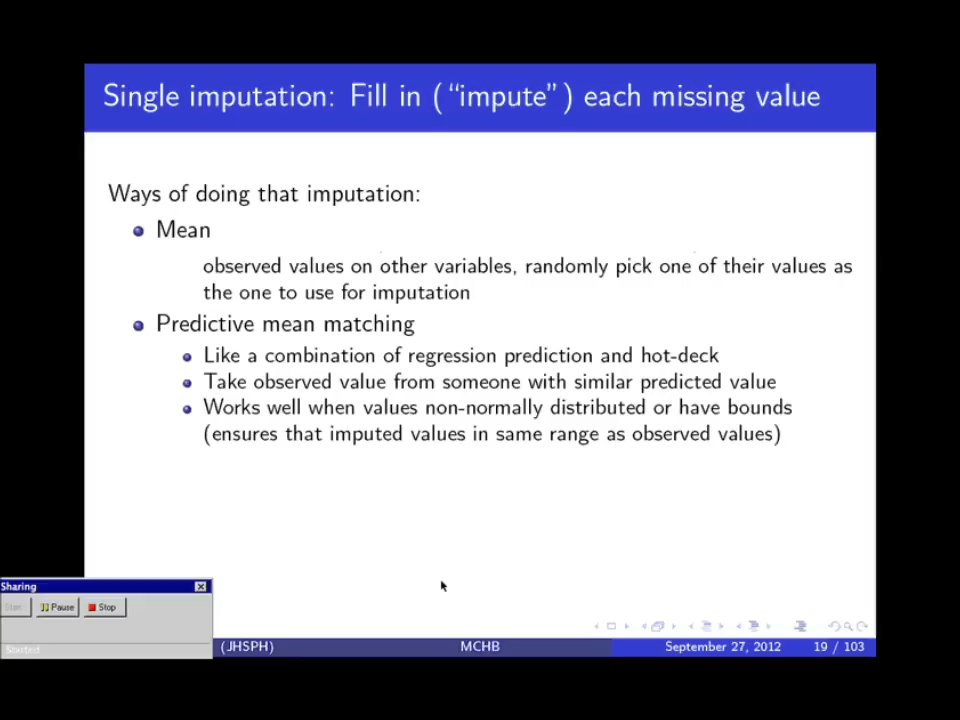 Single imputation: Fill in (“impute”) each missing value
Ways of doing that imputation:
Mean
observed values on other variables, randomly pick one of their values as
the one to use for imputation
Predictive mean matching
Like a combination of regression prediction and hot-deck
Take observed value from someone with similar predicted value
Works well when values non-normally distributed or have bounds
(ensures that imputed values in same range as observed values)
Sharing
Start Pause Stop
Started
(JHSPH) MCHB September 27, 2012 19 / 103